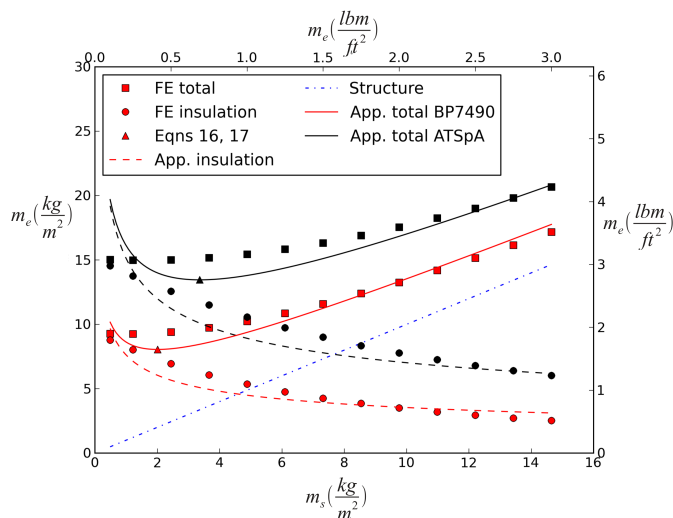 m_e(lbm/ft^2)
0.0 0.5 1.0 1.5 2.0 2.5 3.0
FE total
FE insulation
Eqns 16, 17
App. insulation
Structure
App. total BP7490
App. total ATSpA
30
25
20
15
10
5
0
m_e(kg/m^2)
6
5
4
3
2
1
0
m_e(lbm/ft^2)
0 2 4 6 8 10 12 14 16
m_s(kg/m^2)